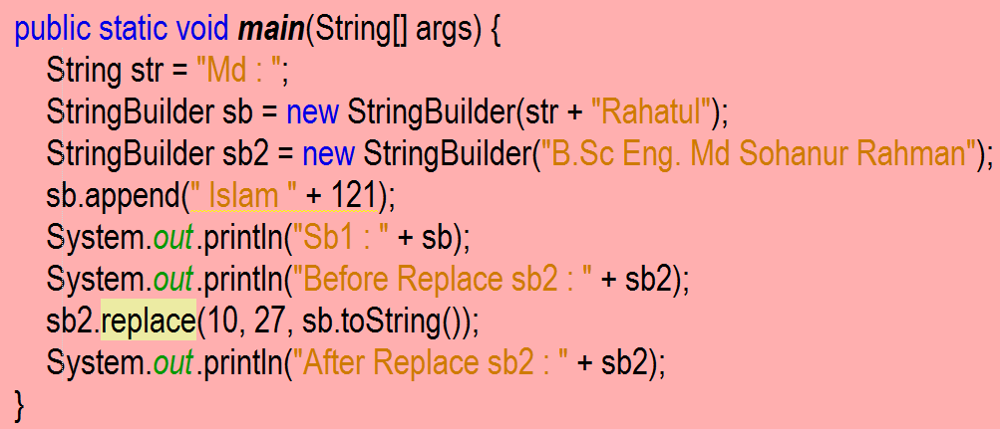 public static void main(String[] args) {
String str = "Md : ";
StringBuilder sb = new StringBuilder(str + "Rahatul");
StringBuilder sb2 = new StringBuilder("B.Sc Eng. Md Sohanur Rahman");
sb.append(" Islam " + 121);
System.out.println("Sb1 : " + sb);
System.out.println("Before Replace sb2 : " + sb2);
sb2.replace(10, 27, sb.toString());
System.out.println("After Replace sb2 : " + sb2);
}